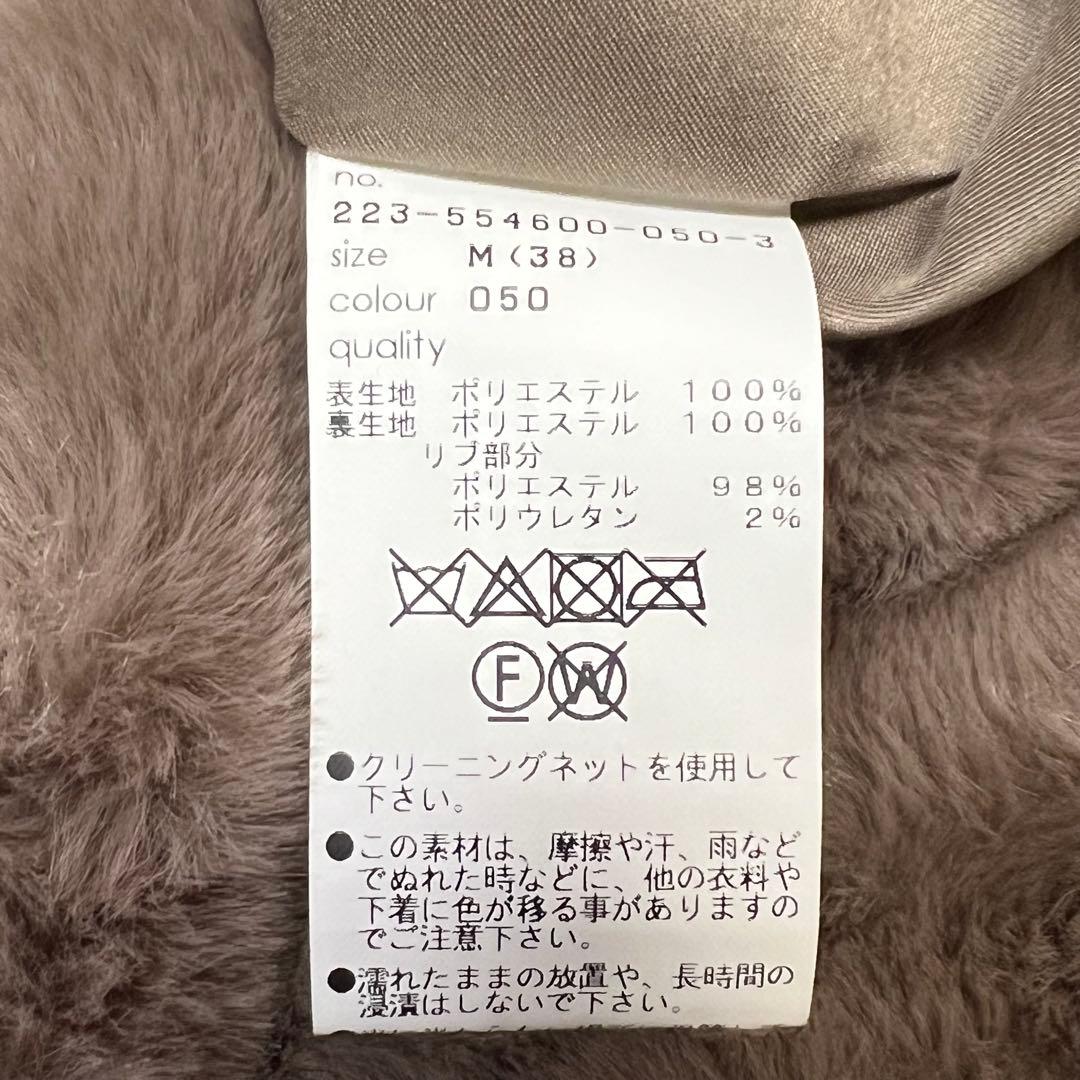 no.
223-554600-050-3
size M(38)
colour 050
quality
表生地 ポリエステル 100%
裏生地 ポリエステル 100%
リブ部分
ポリエステル 98%
ポリウレタン 2%
F W
●クリーニングネットを使用して
下さい。
●この素材は、摩擦や汗、雨など
でぬれた時などに、他の衣料や
下着に色が移る事がありますの
でご注意下さい。
●濡れたままの放置や、長時間の
浸漬はしないで下さい。